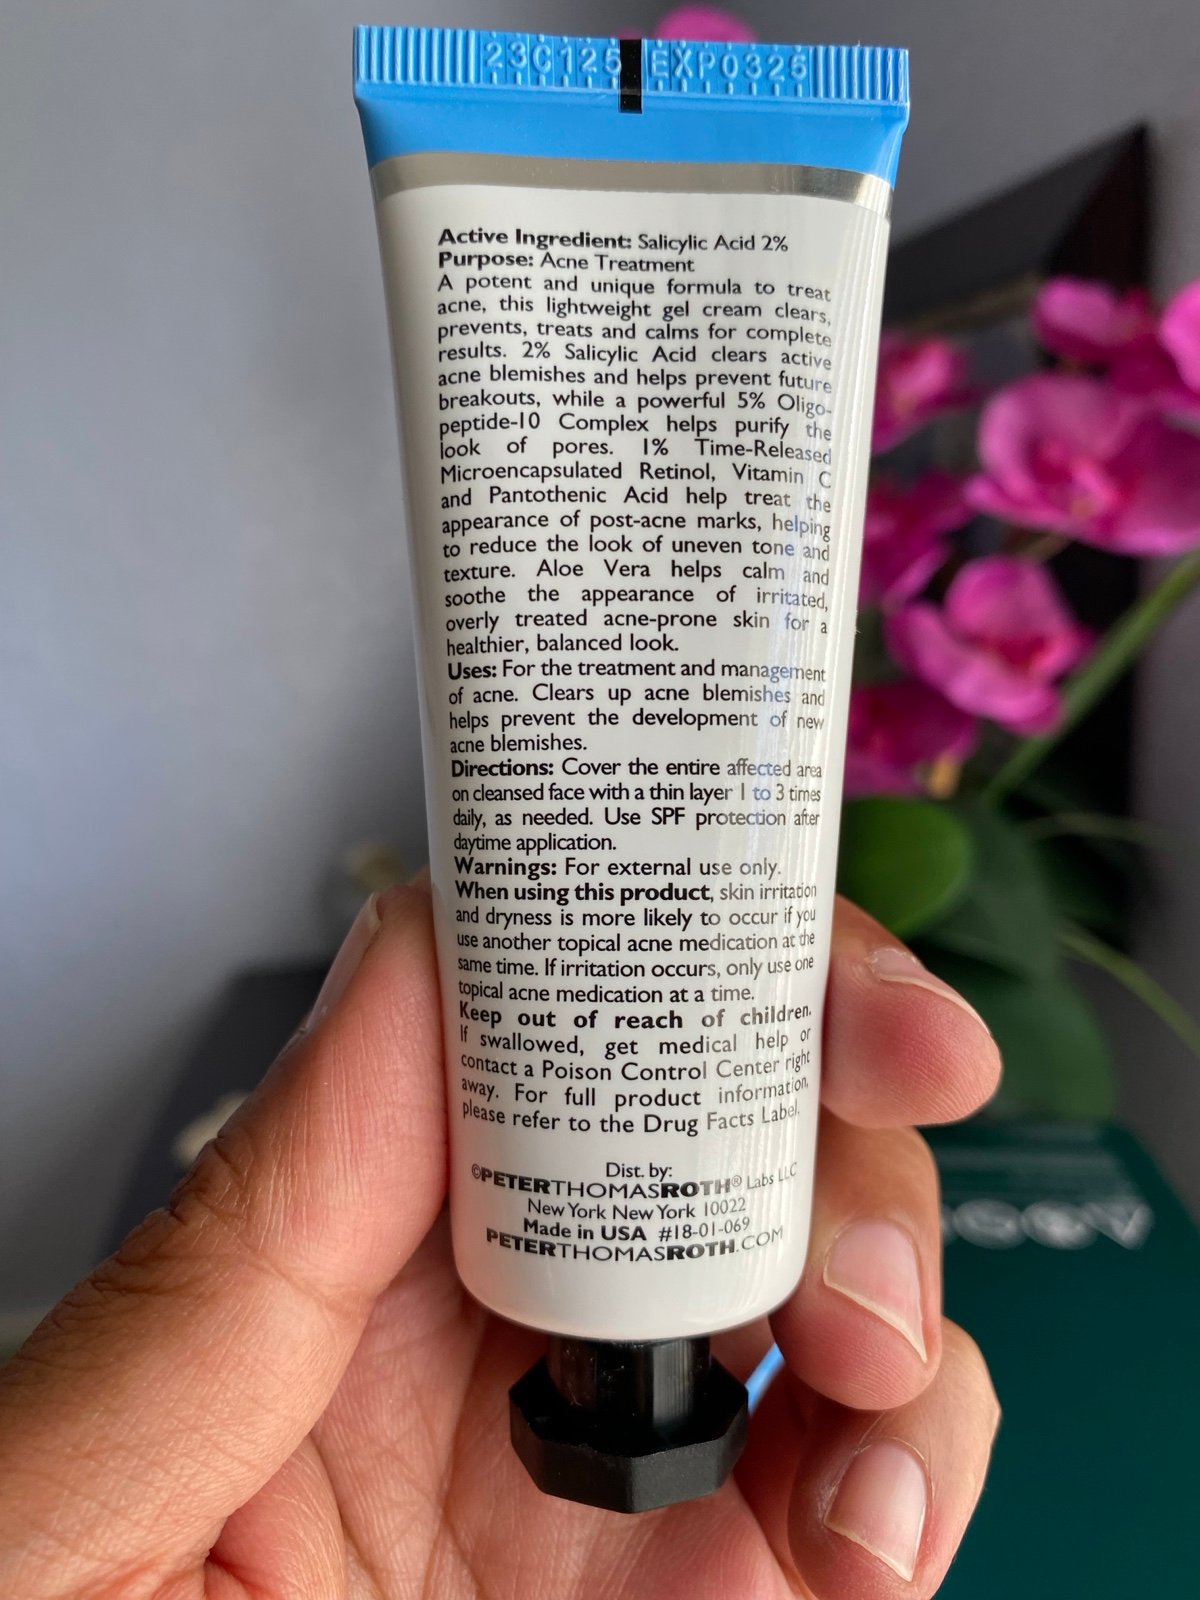 23C125 EXP0325
Active Ingredient: Salicylic Acid 2%
Purpose: Acne Treatment
A potent and unique formula to treat
acne, this lightweight gel cream clears,
prevents, treats and calms for complete
results. 2% Salicylic Acid clears active
acne blemishes and helps prevent future
breakouts, while a powerful 5% Oligo-
peptide-10 Complex helps purify the
look of pores. 1% Time-Released
Microencapsulated Retinol, Vitamin C
and Pantothenic Acid help treat the
appearance of post-acne marks, helping
to reduce the look of uneven tone and
texture. Aloe Vera helps calm and
soothe the appearance of irritated,
overly treated acne-prone skin for a
healthier, balanced look.
Uses: For the treatment and management
of acne. Clears up acne blemishes and
helps prevent the development of new
acne blemishes.
Directions: Cover the entire affected area
on cleansed face with a thin layer 1 to 3 times
daily, as needed. Use SPF protection after
daytime application.
Warnings: For external use only.
When using this product, skin irritation
and dryness is more likely to occur if you
use another topical acne medication at the
same time. If irritation occurs, only use one
topical acne medication at a time.
Keep out of reach of children.
If swallowed, get medical help or
contact a Poison Control Center right
away. For full product information,
please refer to the Drug Facts Label.
Dist. by:
©PETERTHOMASROTH® Labs LLC
New York New York 10022
Made in USA #18-01-069
PETERTHOMASROTH.COM